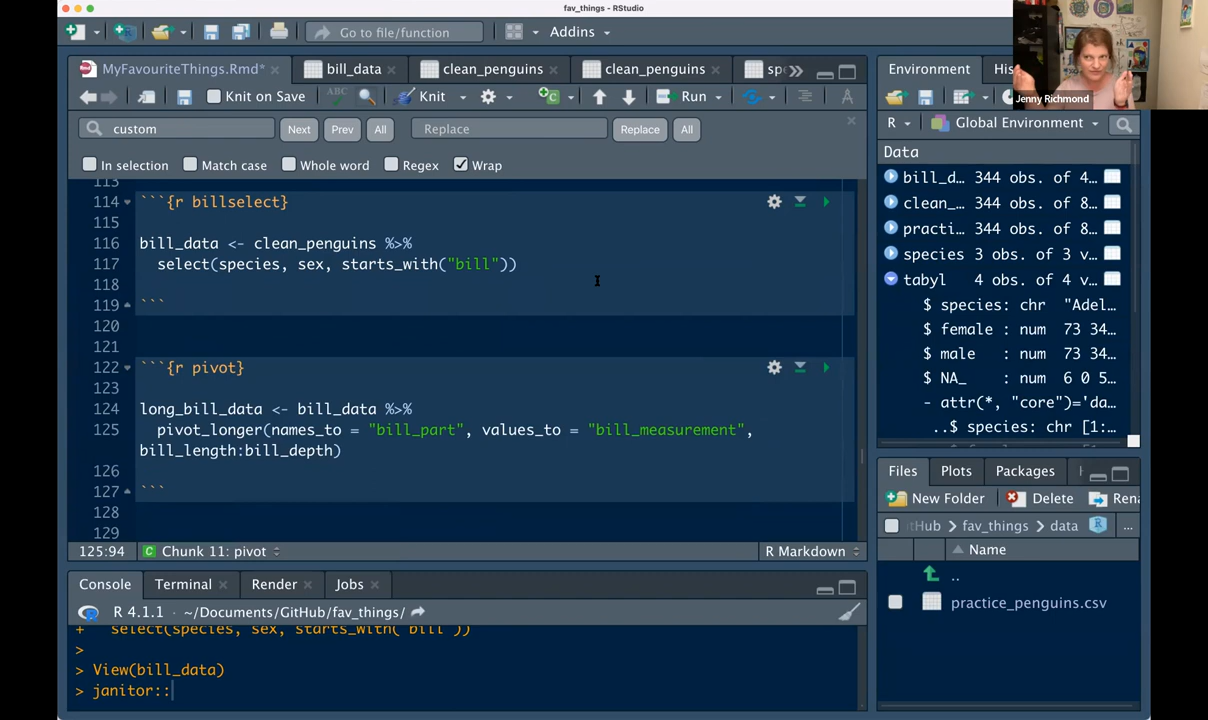 fav_things - RStudio
Go to file/function
Addins
MyFavouriteThings.Rmd*
bill_data
clean_penguins
clean_penguins
Environment
Jenny Richmond
ABC
Knit on Save
Knit
Run
custom
Next
Prev
All
Replace
Replace
All
In selection
Match case
Whole word
Regex
Wrap
R
Global Environment
Data
bill_d… 344 obs. of 4…
clean_… 344 obs. of 8…
practi… 344 obs. of 8…
species 3 obs. of 3 v…
tabyl 4 obs. of 4 v…
$ species: chr "Adel…
$ female : num 73 34…
$ male : num 73 34…
$ NA_ : num 6 0 5…
- attr(*, "core")='da…
..$ species: chr [1:…
113
114 ```{r billselect}
115
116 bill_data <- clean_penguins %>%
117 select(species, sex, starts_with("bill"))
118
119 ```
120
121
122 ```{r pivot}
123
124 long_bill_data <- bill_data %>%
125 pivot_longer(names_to = "bill_part", values_to = "bill_measurement",
bill_length:bill_depth)
126
127 ```
128
129
125:94 Chunk 11: pivot R Markdown
Files
Plots
Packages
New Folder
Delete
fav_things
data
...
Name
..
practice_penguins.csv
Console
Terminal
Render
Jobs
R 4.1.1 · ~/Documents/GitHub/fav_things/
+ select(species, sex, starts_with("bill"))
>
> View(bill_data)
> janitor::